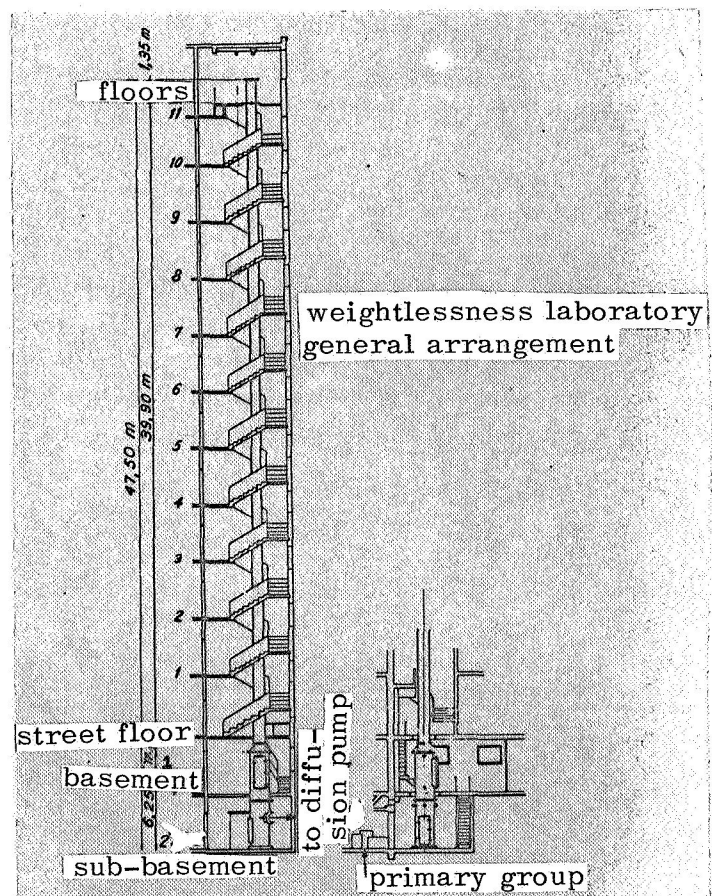 1,35 m
floors
11
10
9
8
7
6
5
4
3
2
1
47,50 m
39,90 m
weightlessness laboratory
general arrangement
street floor
basement
6,25
2
sub-basement
to diffu-
sion pump
primary group